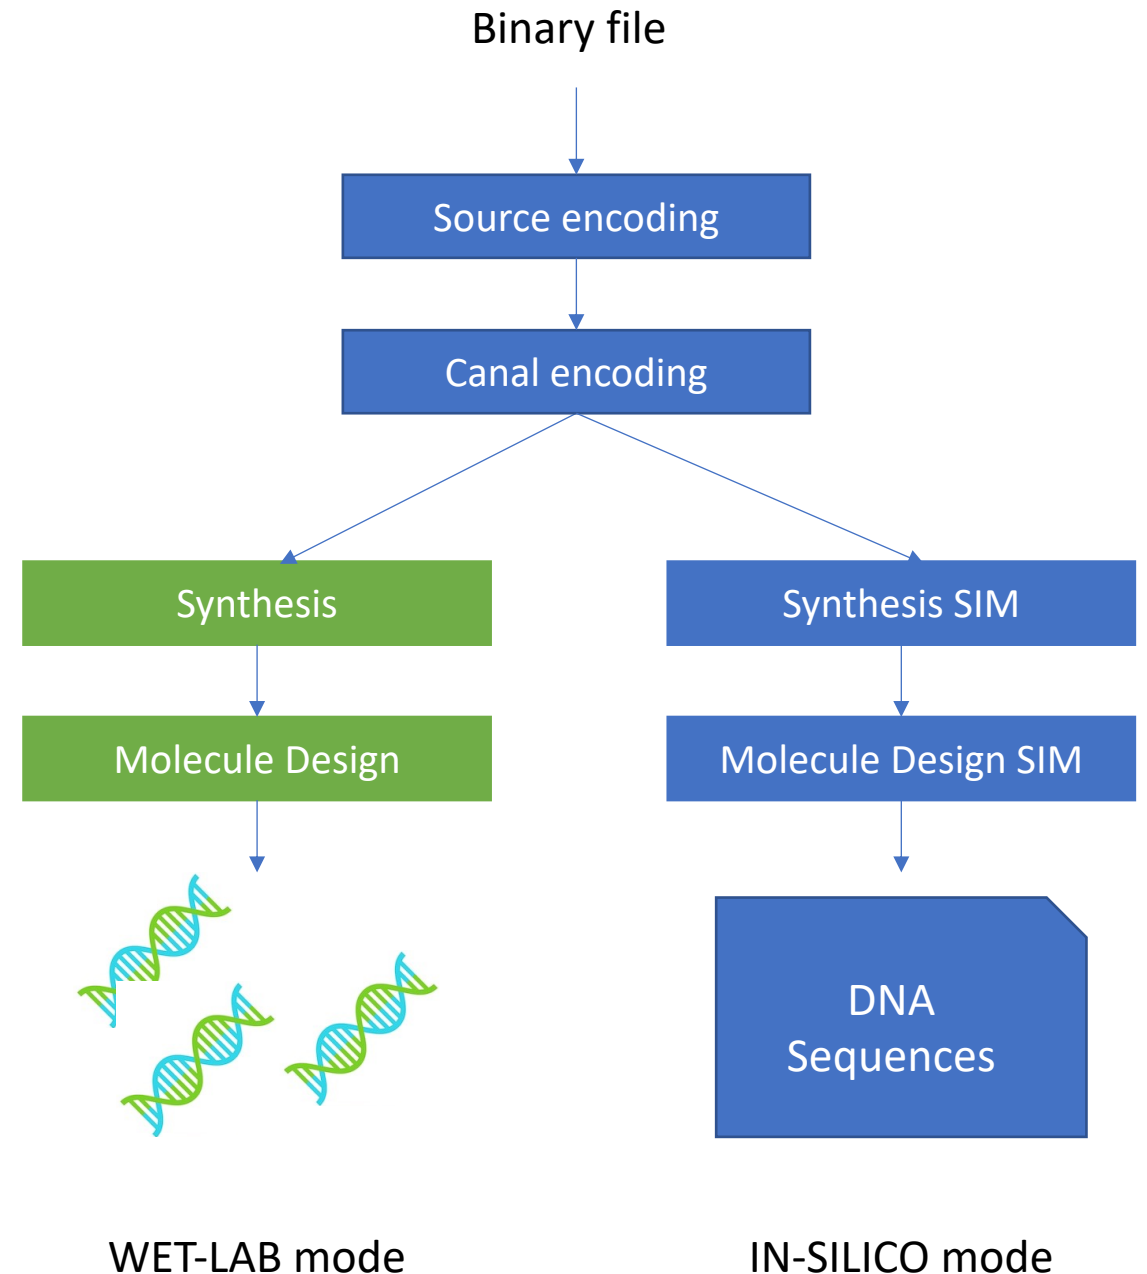 Binary file
Source encoding
Canal encoding
Synthesis
Synthesis SIM
Molecule Design
Molecule Design SIM
DNA
Sequences
WET-LAB mode
IN-SILICO mode